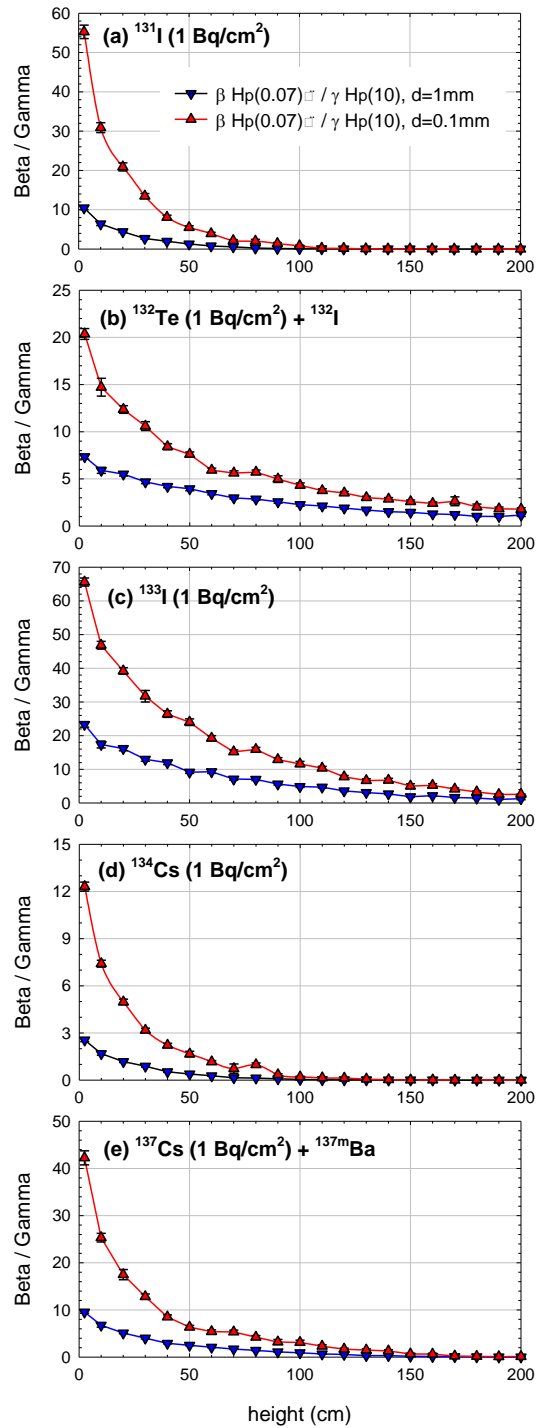 60
(a) ¹³¹I (1 Bq/cm²)
50
β Hp(0.07)□ / γ Hp(10), d=1mm
40
β Hp(0.07)□ / γ Hp(10), d=0.1mm
30
20
10
0
Beta / Gamma
0 50 100 150 200
25
(b) ¹³²Te (1 Bq/cm²) + ¹³²I
20
15
10
5
0
Beta / Gamma
0 50 100 150 200
70
(c) ¹³³I (1 Bq/cm²)
60
50
40
30
20
10
0
Beta / Gamma
0 50 100 150 200
15
(d) ¹³⁴Cs (1 Bq/cm²)
12
9
6
3
0
Beta / Gamma
0 50 100 150 200
50
(e) ¹³⁷Cs (1 Bq/cm²) + ¹³⁷ᵐBa
40
30
20
10
0
Beta / Gamma
0 50 100 150 200
height (cm)